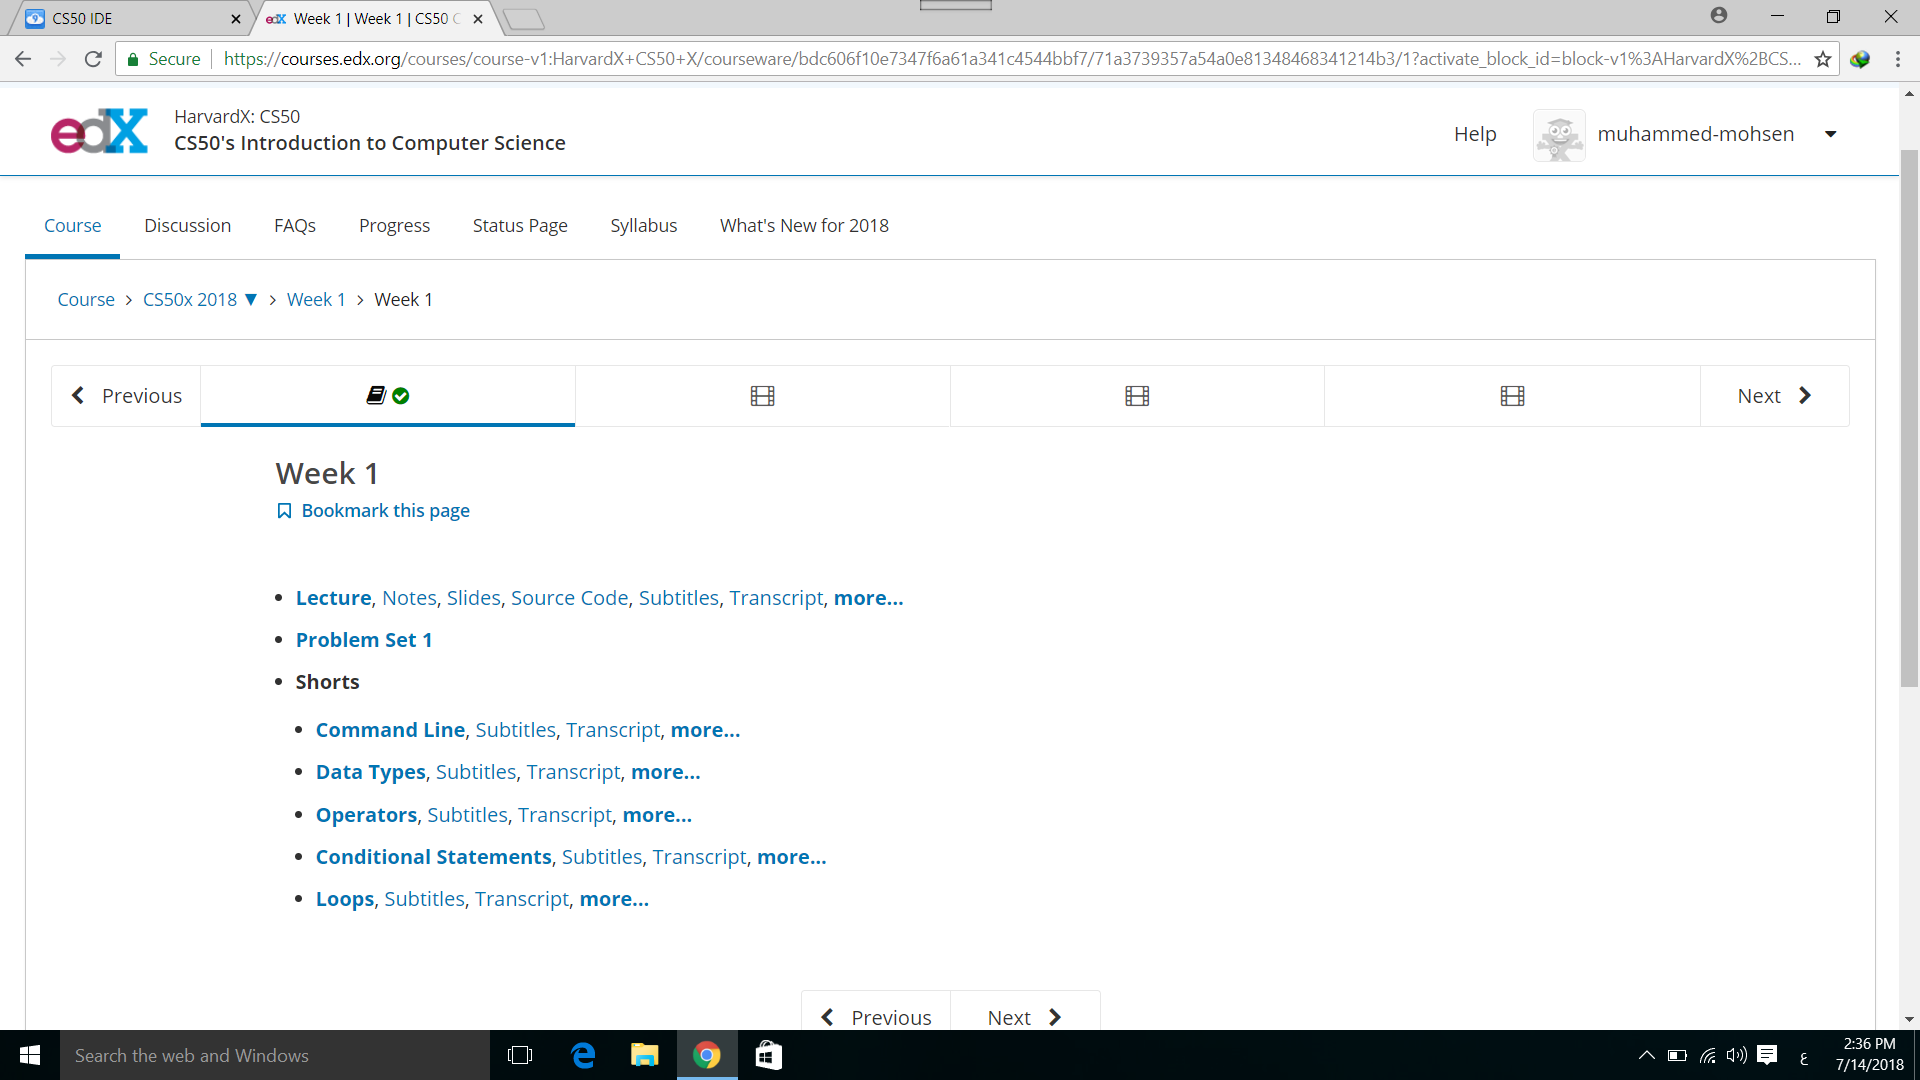 CS50 IDE
edX Week 1 | Week 1 | CS50 C
Secure https://courses.edx.org/courses/course-v1:HarvardX+CS50+X/courseware/bdc606f10e7347f6a61a341c4544bbf7/71a3739357a54a0e81348468341214b3/1?activate_block_id=block-v1%3AHarvardX%2BCS...
edX
HarvardX: CS50
CS50's Introduction to Computer Science
Help
muhammed-mohsen
Course Discussion FAQs Progress Status Page Syllabus What's New for 2018
Course > CS50x 2018 ▼ > Week 1 > Week 1
Previous
Next
Week 1
Bookmark this page
• Lecture, Notes, Slides, Source Code, Subtitles, Transcript, more...
• Problem Set 1
• Shorts
• Command Line, Subtitles, Transcript, more...
• Data Types, Subtitles, Transcript, more...
• Operators, Subtitles, Transcript, more...
• Conditional Statements, Subtitles, Transcript, more...
• Loops, Subtitles, Transcript, more...
Previous Next
Search the web and Windows
ع
2:36 PM
7/14/2018